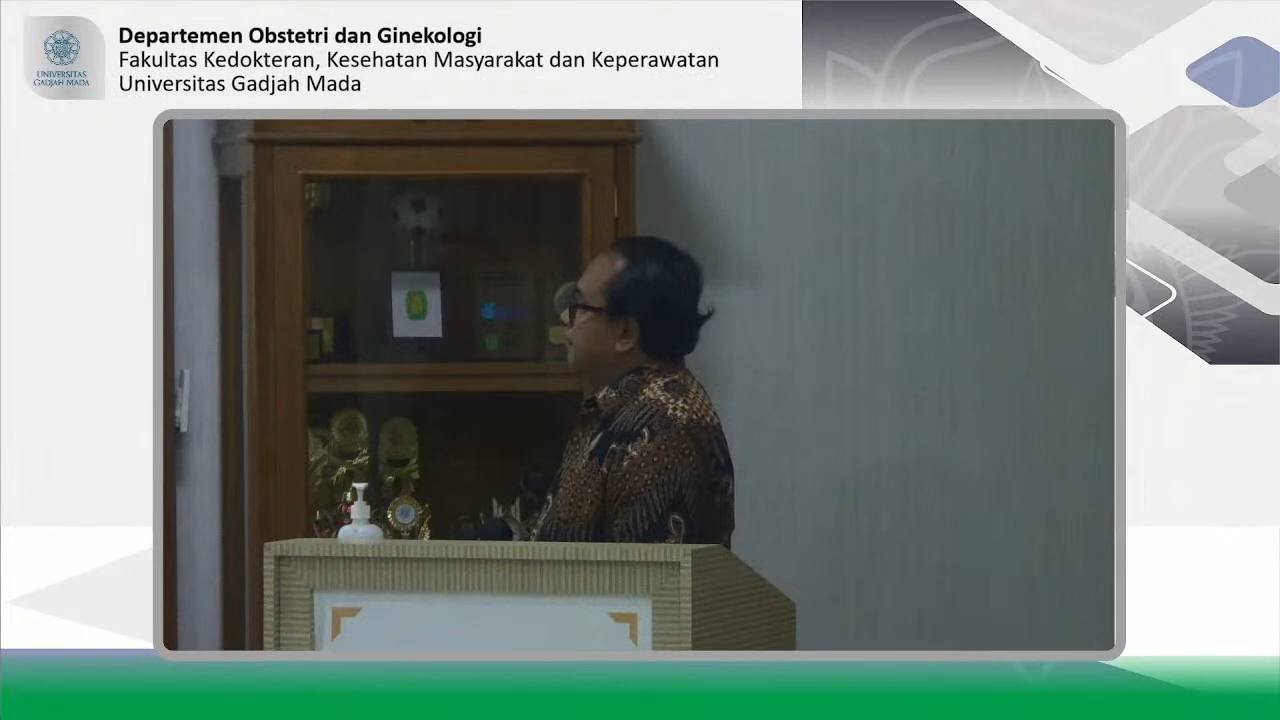 Departemen Obstetri dan Ginekologi
Fakultas Kedokteran, Kesehatan Masyarakat dan Keperawatan
Universitas Gadjah Mada
UNIVERSITAS
GADJAH MADA